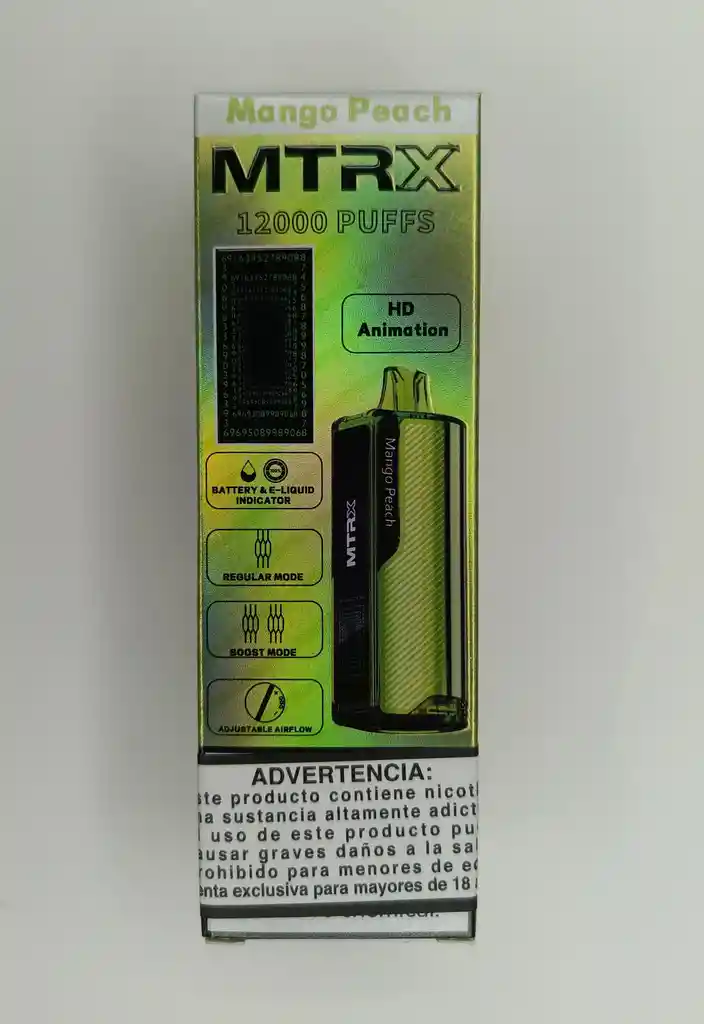 Mango Peach
MTRX
12000 PUFFS
HD
Animation
Mango Peach
MTRX
BATTERY & E-LIQUID
INDICATOR
REGULAR MODE
BOOST MODE
ADJUSTABLE AIRFLOW
ADVERTENCIA:
ste producto contiene nicoti
na sustancia altamente adict
l uso de este producto pu
ausar graves daños a la sal
rohibido para menores de ed
enta exclusiva para mayores de 18